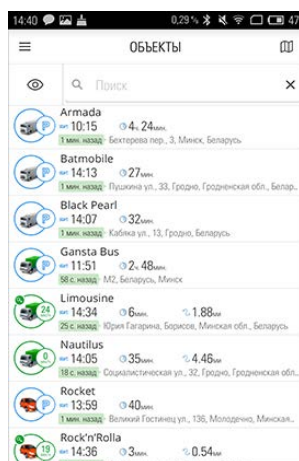 14:40 0,29% 47
ОБЪЕКТЫ
Поиск
Armada
10:15 4ч. 24мин.
1 мин. назад Бехтерева пер., 3, Минск, Беларусь
Batmobile
14:13 27мин.
1 мин. назад Пушкина ул., 33, Гродно, Гродненская обл., Белар...
Black Pearl
14:07 32мин.
1 мин. назад Кабяка ул., 13, Гродно, Беларусь
Gansta Bus
11:51 2ч. 48мин.
58 с. назад М2, Беларусь, Минск
Limousine
24 14:34 6мин. 1.88км
25 с. назад Юрия Гагарина, Борисов, Минская обл., Беларусь
Nautilus
0 14:05 35мин. 4.46км
18 с. назад Социалистическая ул., 32, Гродно, Гродненская обл..
Rocket
13:59 40мин.
1 мин. назад Великий Гостинец ул., 136, Молодечно, Минская...
Rock'n'Rolla
19 14:36 3мин. 0.54км